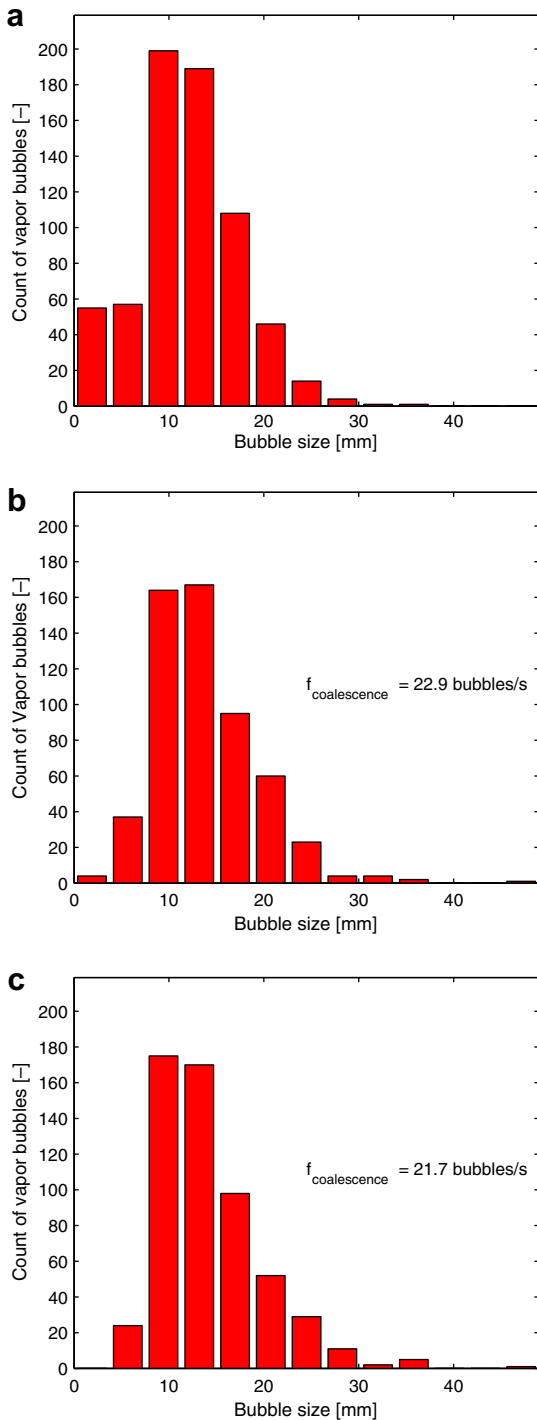 a
200
180
160
140
120
100
80
60
40
20
0
Count of vapor bubbles [−]
0 10 20 30 40
Bubble size [mm]
b
200
180
160
140
120
100
80
60
40
20
0
Count of Vapor bubbles [−]
f coalescence = 22.9 bubbles/s
0 10 20 30 40
Bubble size [mm]
c
200
180
160
140
120
100
80
60
40
20
0
Count of vapor bubbles [−]
f coalescence = 21.7 bubbles/s
0 10 20 30 40
Bubble size [mm]